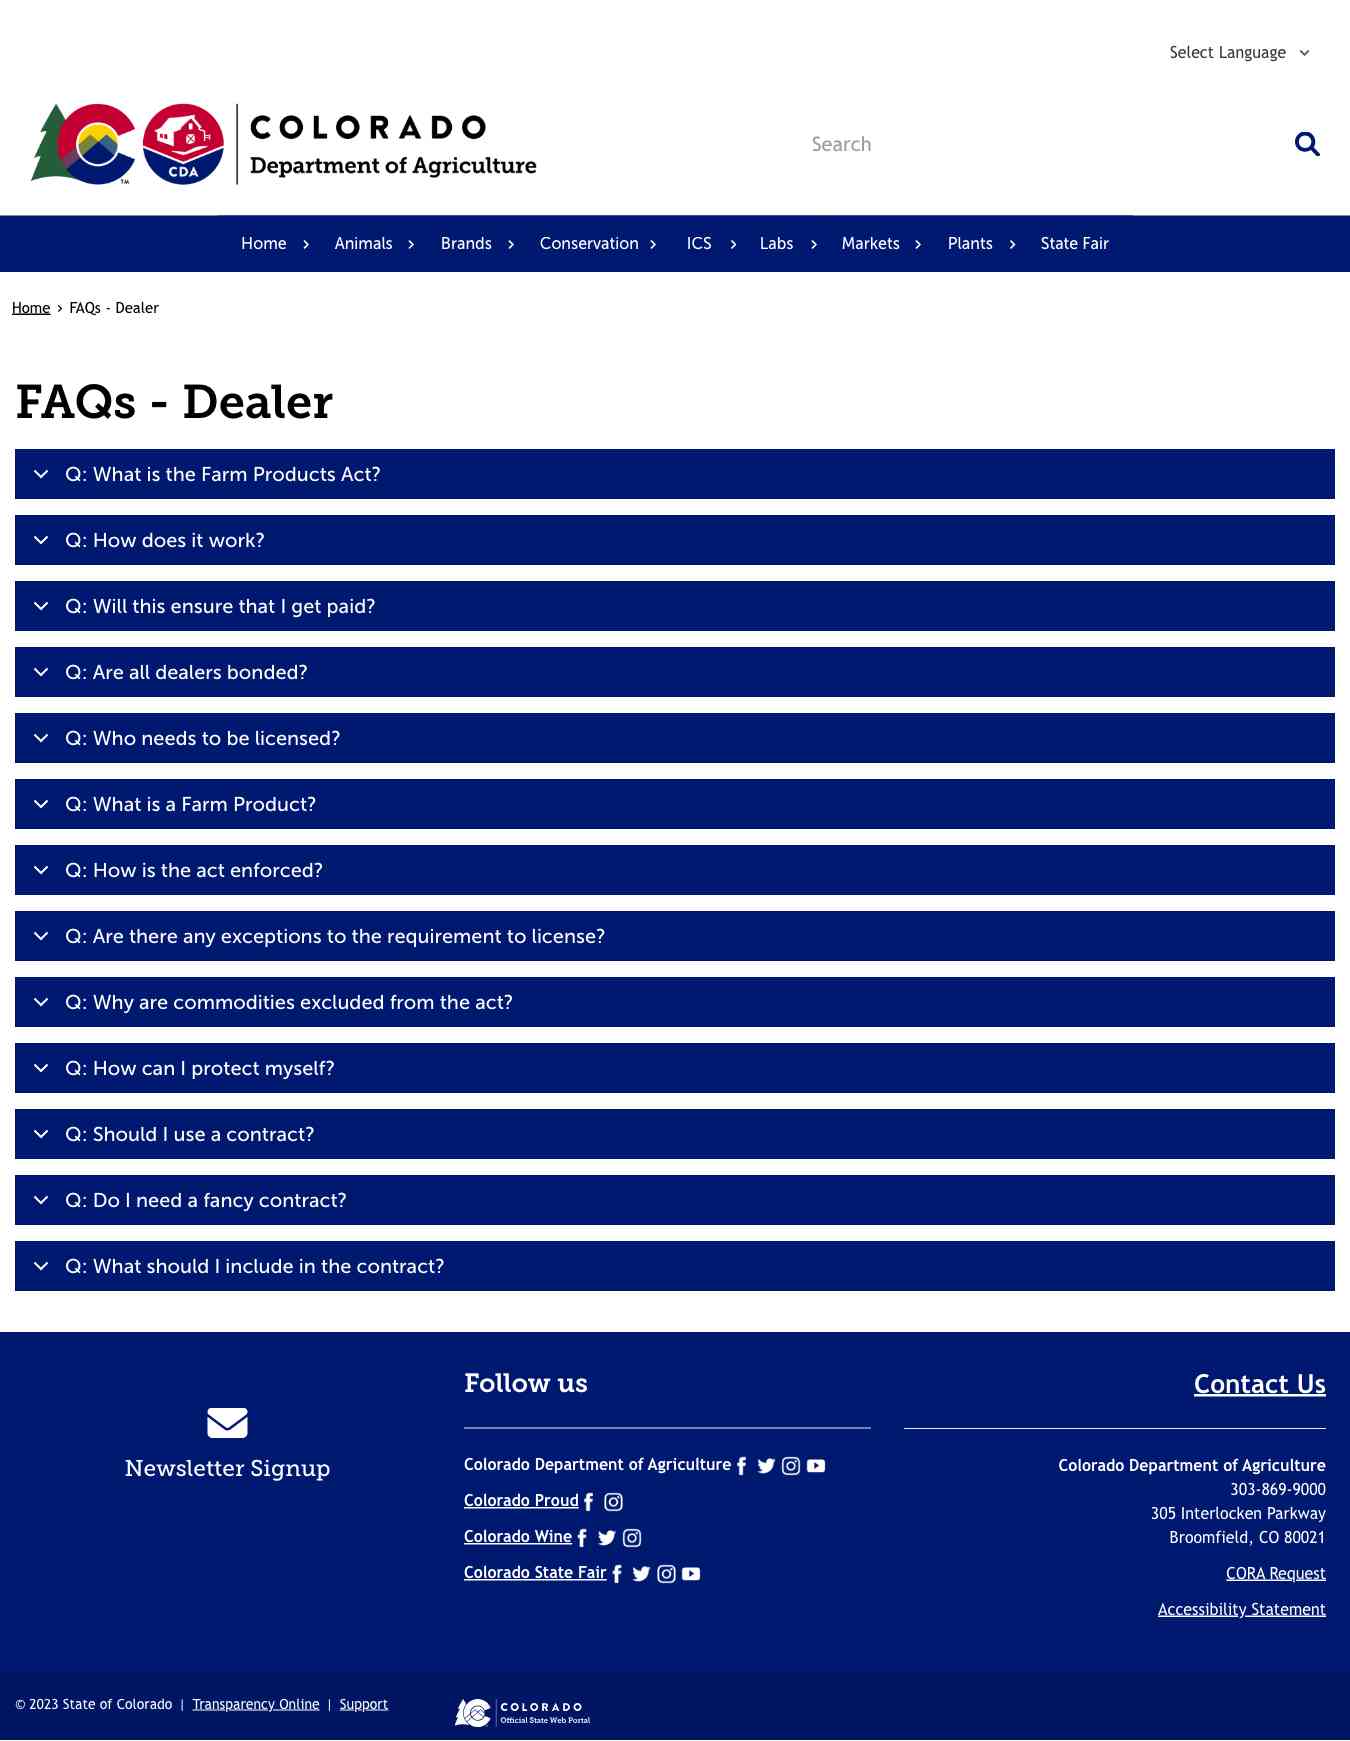 Select Language
CDA
TM
COLORADO
Department of Agriculture
Search
Home Animals Brands Conservation ICS Labs Markets Plants State Fair
Home › FAQs - Dealer
FAQs - Dealer
Q: What is the Farm Products Act?
Q: How does it work?
Q: Will this ensure that I get paid?
Q: Are all dealers bonded?
Q: Who needs to be licensed?
Q: What is a Farm Product?
Q: How is the act enforced?
Q: Are there any exceptions to the requirement to license?
Q: Why are commodities excluded from the act?
Q: How can I protect myself?
Q: Should I use a contract?
Q: Do I need a fancy contract?
Q: What should I include in the contract?
Newsletter Signup
Follow us
Colorado Department of Agriculture
Colorado Proud
Colorado Wine
Colorado State Fair
Contact Us
Colorado Department of Agriculture
303-869-9000
305 Interlocken Parkway
Broomfield, CO 80021
CORA Request
Accessibility Statement
© 2023 State of Colorado | Transparency Online | Support
COLORADO
Official State Web Portal